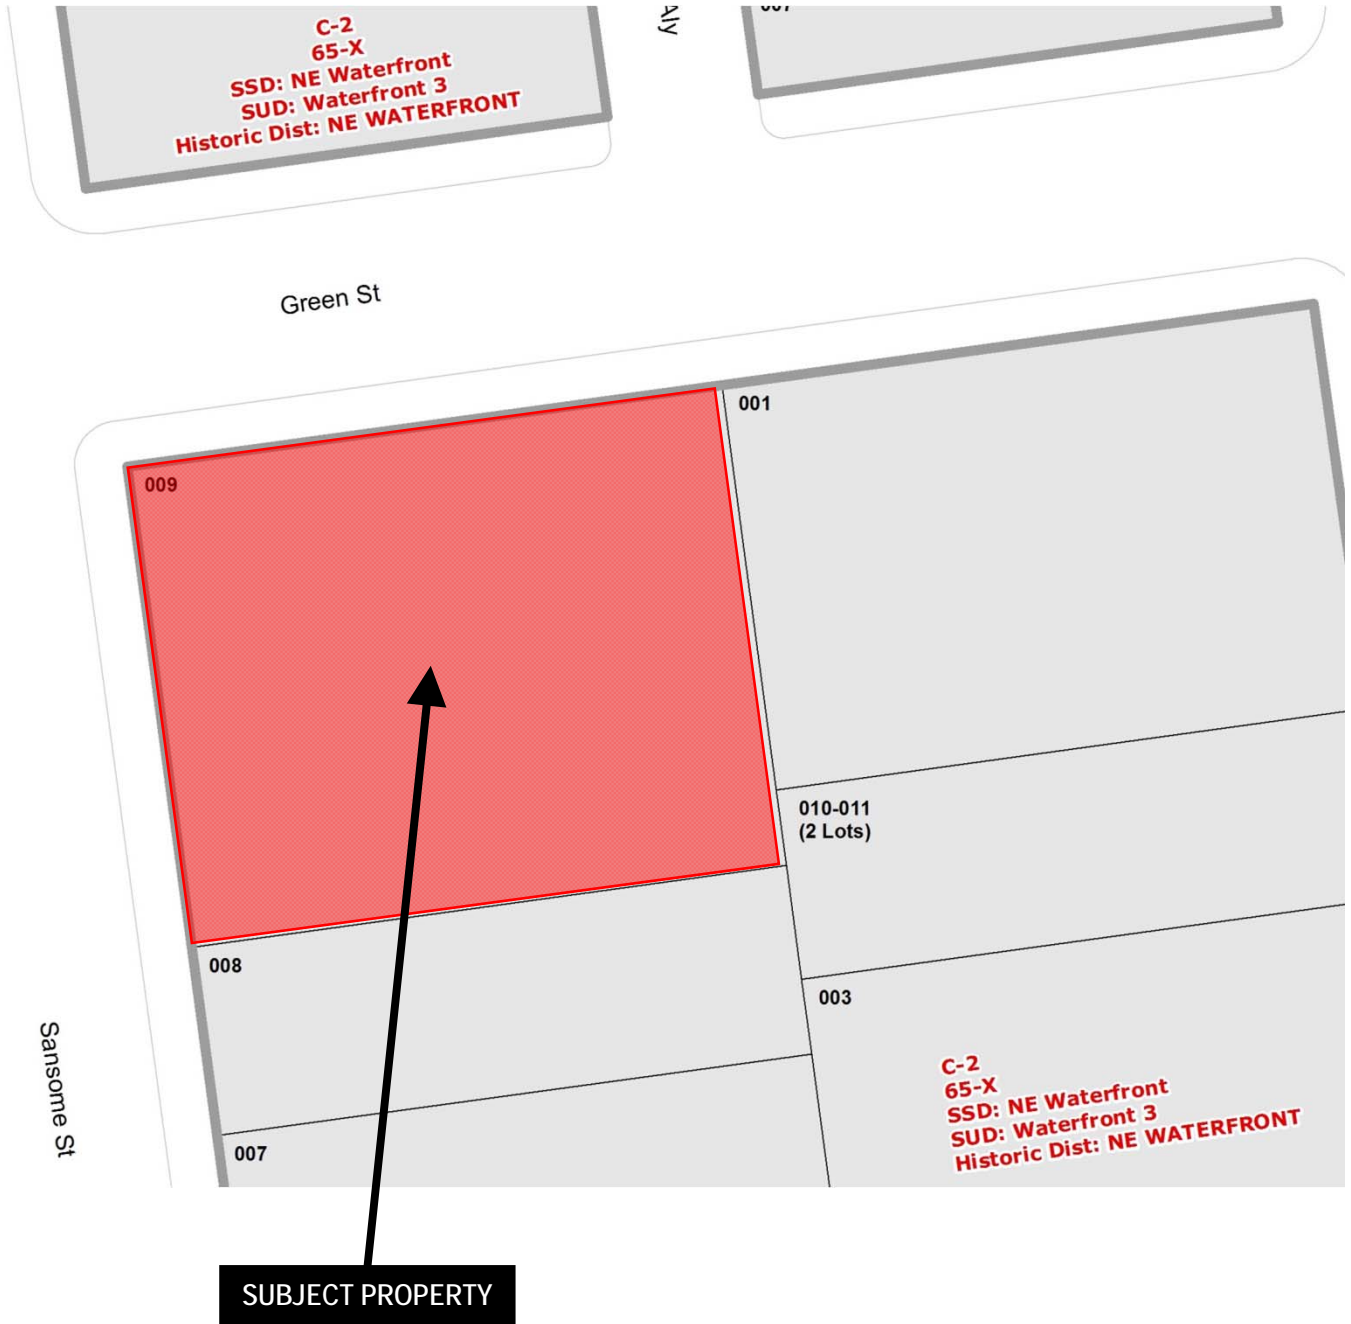 C-2
65-X
SSD: NE Waterfront
SUD: Waterfront 3
Historic Dist: NE WATERFRONT
Aly
007
Green St
001
009
010-011
(2 Lots)
008
003
Sansome St
C-2
65-X
SSD: NE Waterfront
SUD: Waterfront 3
Historic Dist: NE WATERFRONT
007
SUBJECT PROPERTY